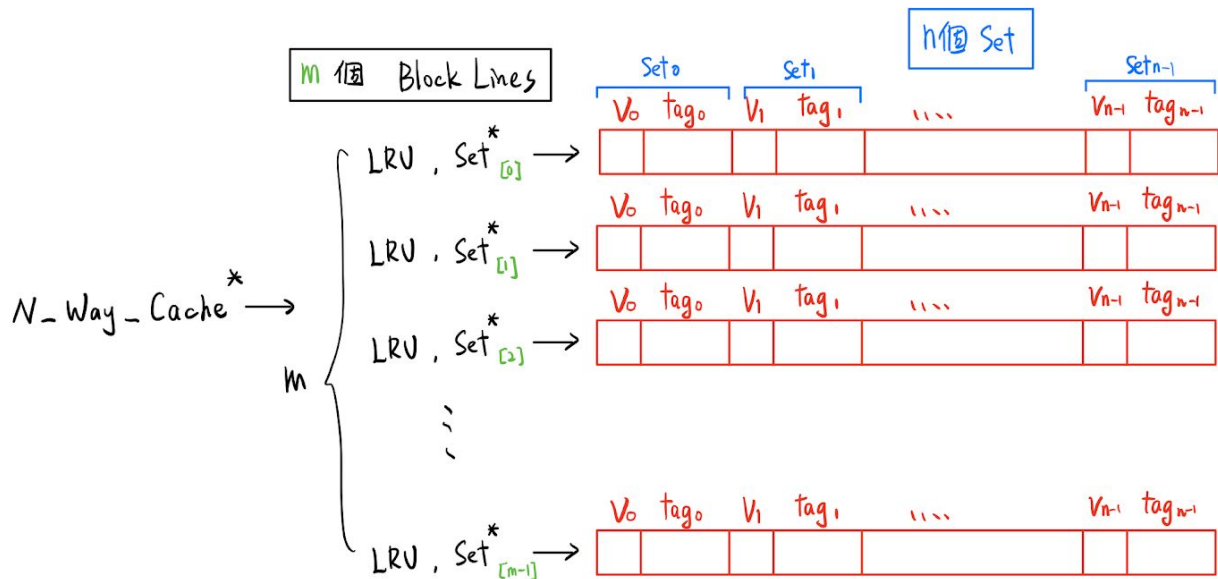 n個 Set
m 個 Block Lines
Set₀ Set₁ Setₙ₋₁
V₀ tag₀ V₁ tag₁ .... Vₙ₋₁ tagₙ₋₁
LRU , Set*[0] →
V₀ tag₀ V₁ tag₁ .... Vₙ₋₁ tagₙ₋₁
LRU , Set*[1] →
N_Way_Cache* →
V₀ tag₀ V₁ tag₁ .... Vₙ₋₁ tagₙ₋₁
LRU , Set*[2] →
m
⋮
V₀ tag₀ V₁ tag₁ .... Vₙ₋₁ tagₙ₋₁
LRU , Set*[m-1] →